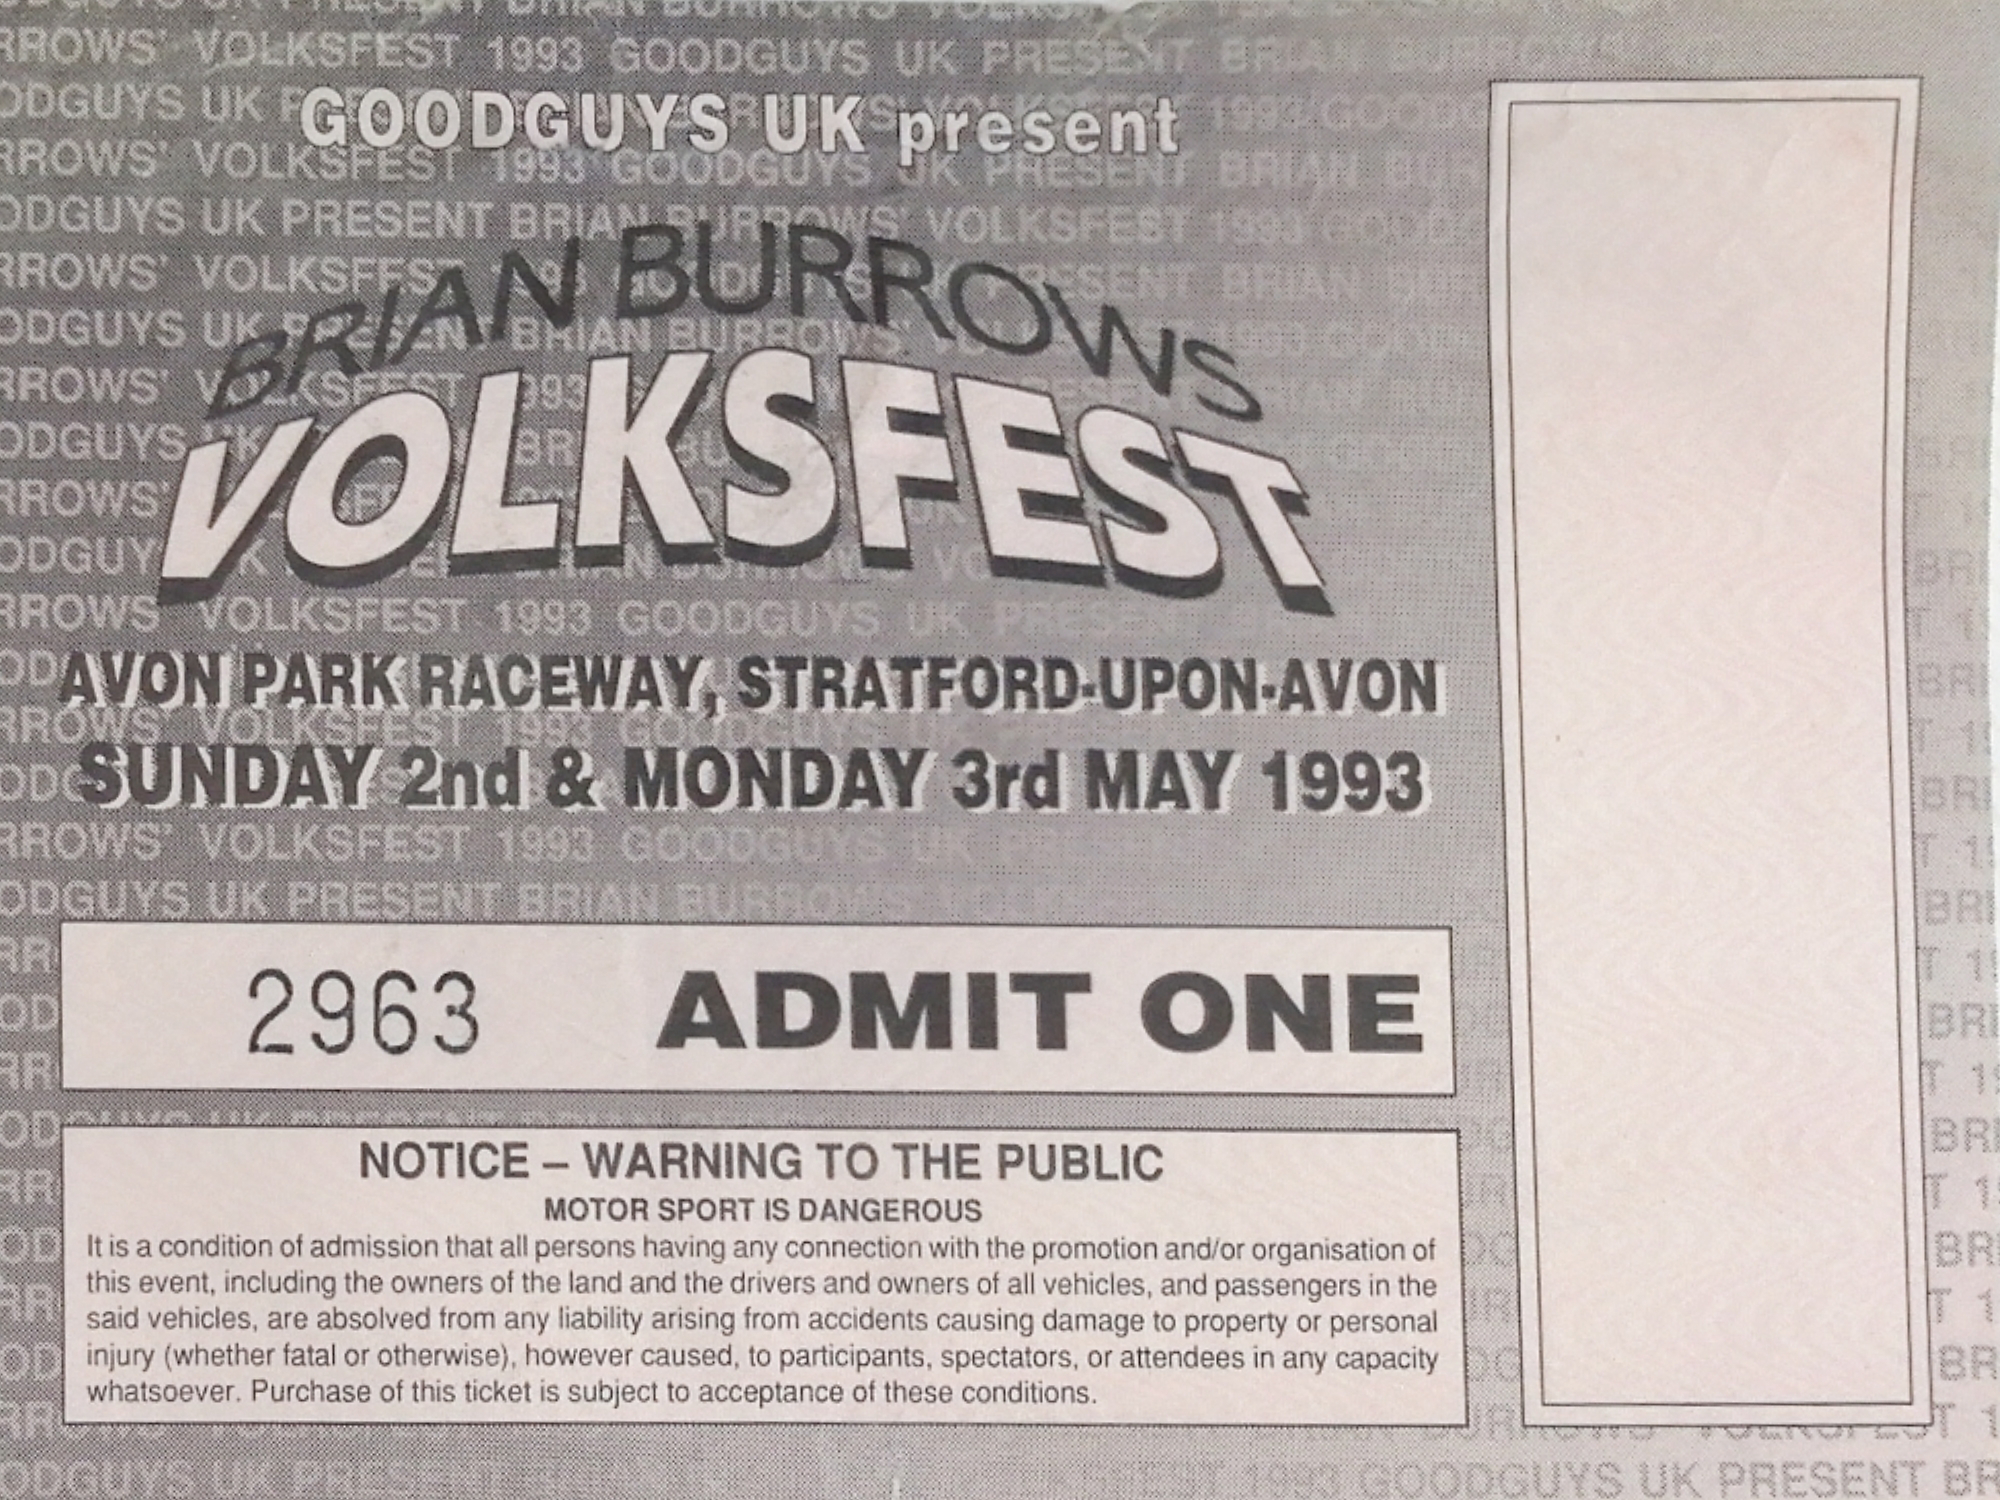 GOODGUYS UK present
BRIAN BURROWS
VOLKSFEST
AVON PARK RACEWAY, STRATFORD-UPON-AVON
SUNDAY 2nd & MONDAY 3rd MAY 1993
2963 ADMIT ONE
NOTICE – WARNING TO THE PUBLIC
MOTOR SPORT IS DANGEROUS
It is a condition of admission that all persons having any connection with the promotion and/or organisation of
this event, including the owners of the land and the drivers and owners of all vehicles, and passengers in the
said vehicles, are absolved from any liability arising from accidents causing damage to property or personal
injury (whether fatal or otherwise), however caused, to participants, spectators, or attendees in any capacity
whatsoever. Purchase of this ticket is subject to acceptance of these conditions.